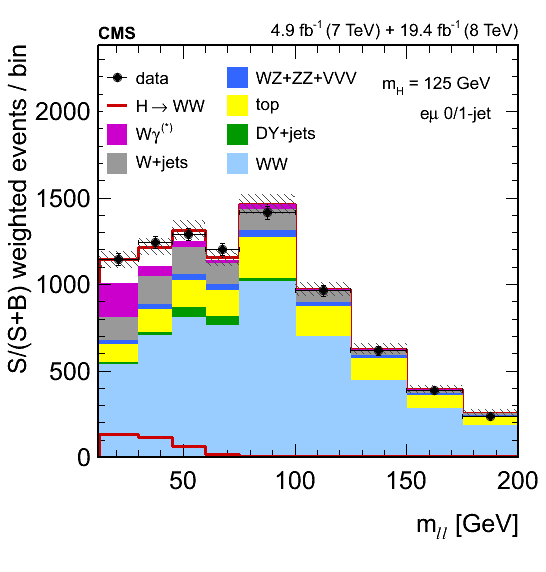 CMS 4.9 fb⁻¹ (7 TeV) + 19.4 fb⁻¹ (8 TeV)
S/(S+B) weighted events / bin
2000
1500
1000
500
0
data
H → WW
Wγ(*)
W+jets
WZ+ZZ+VVV
top
DY+jets
WW
mH = 125 GeV
eμ 0/1-jet
50 100 150 200
mll [GeV]